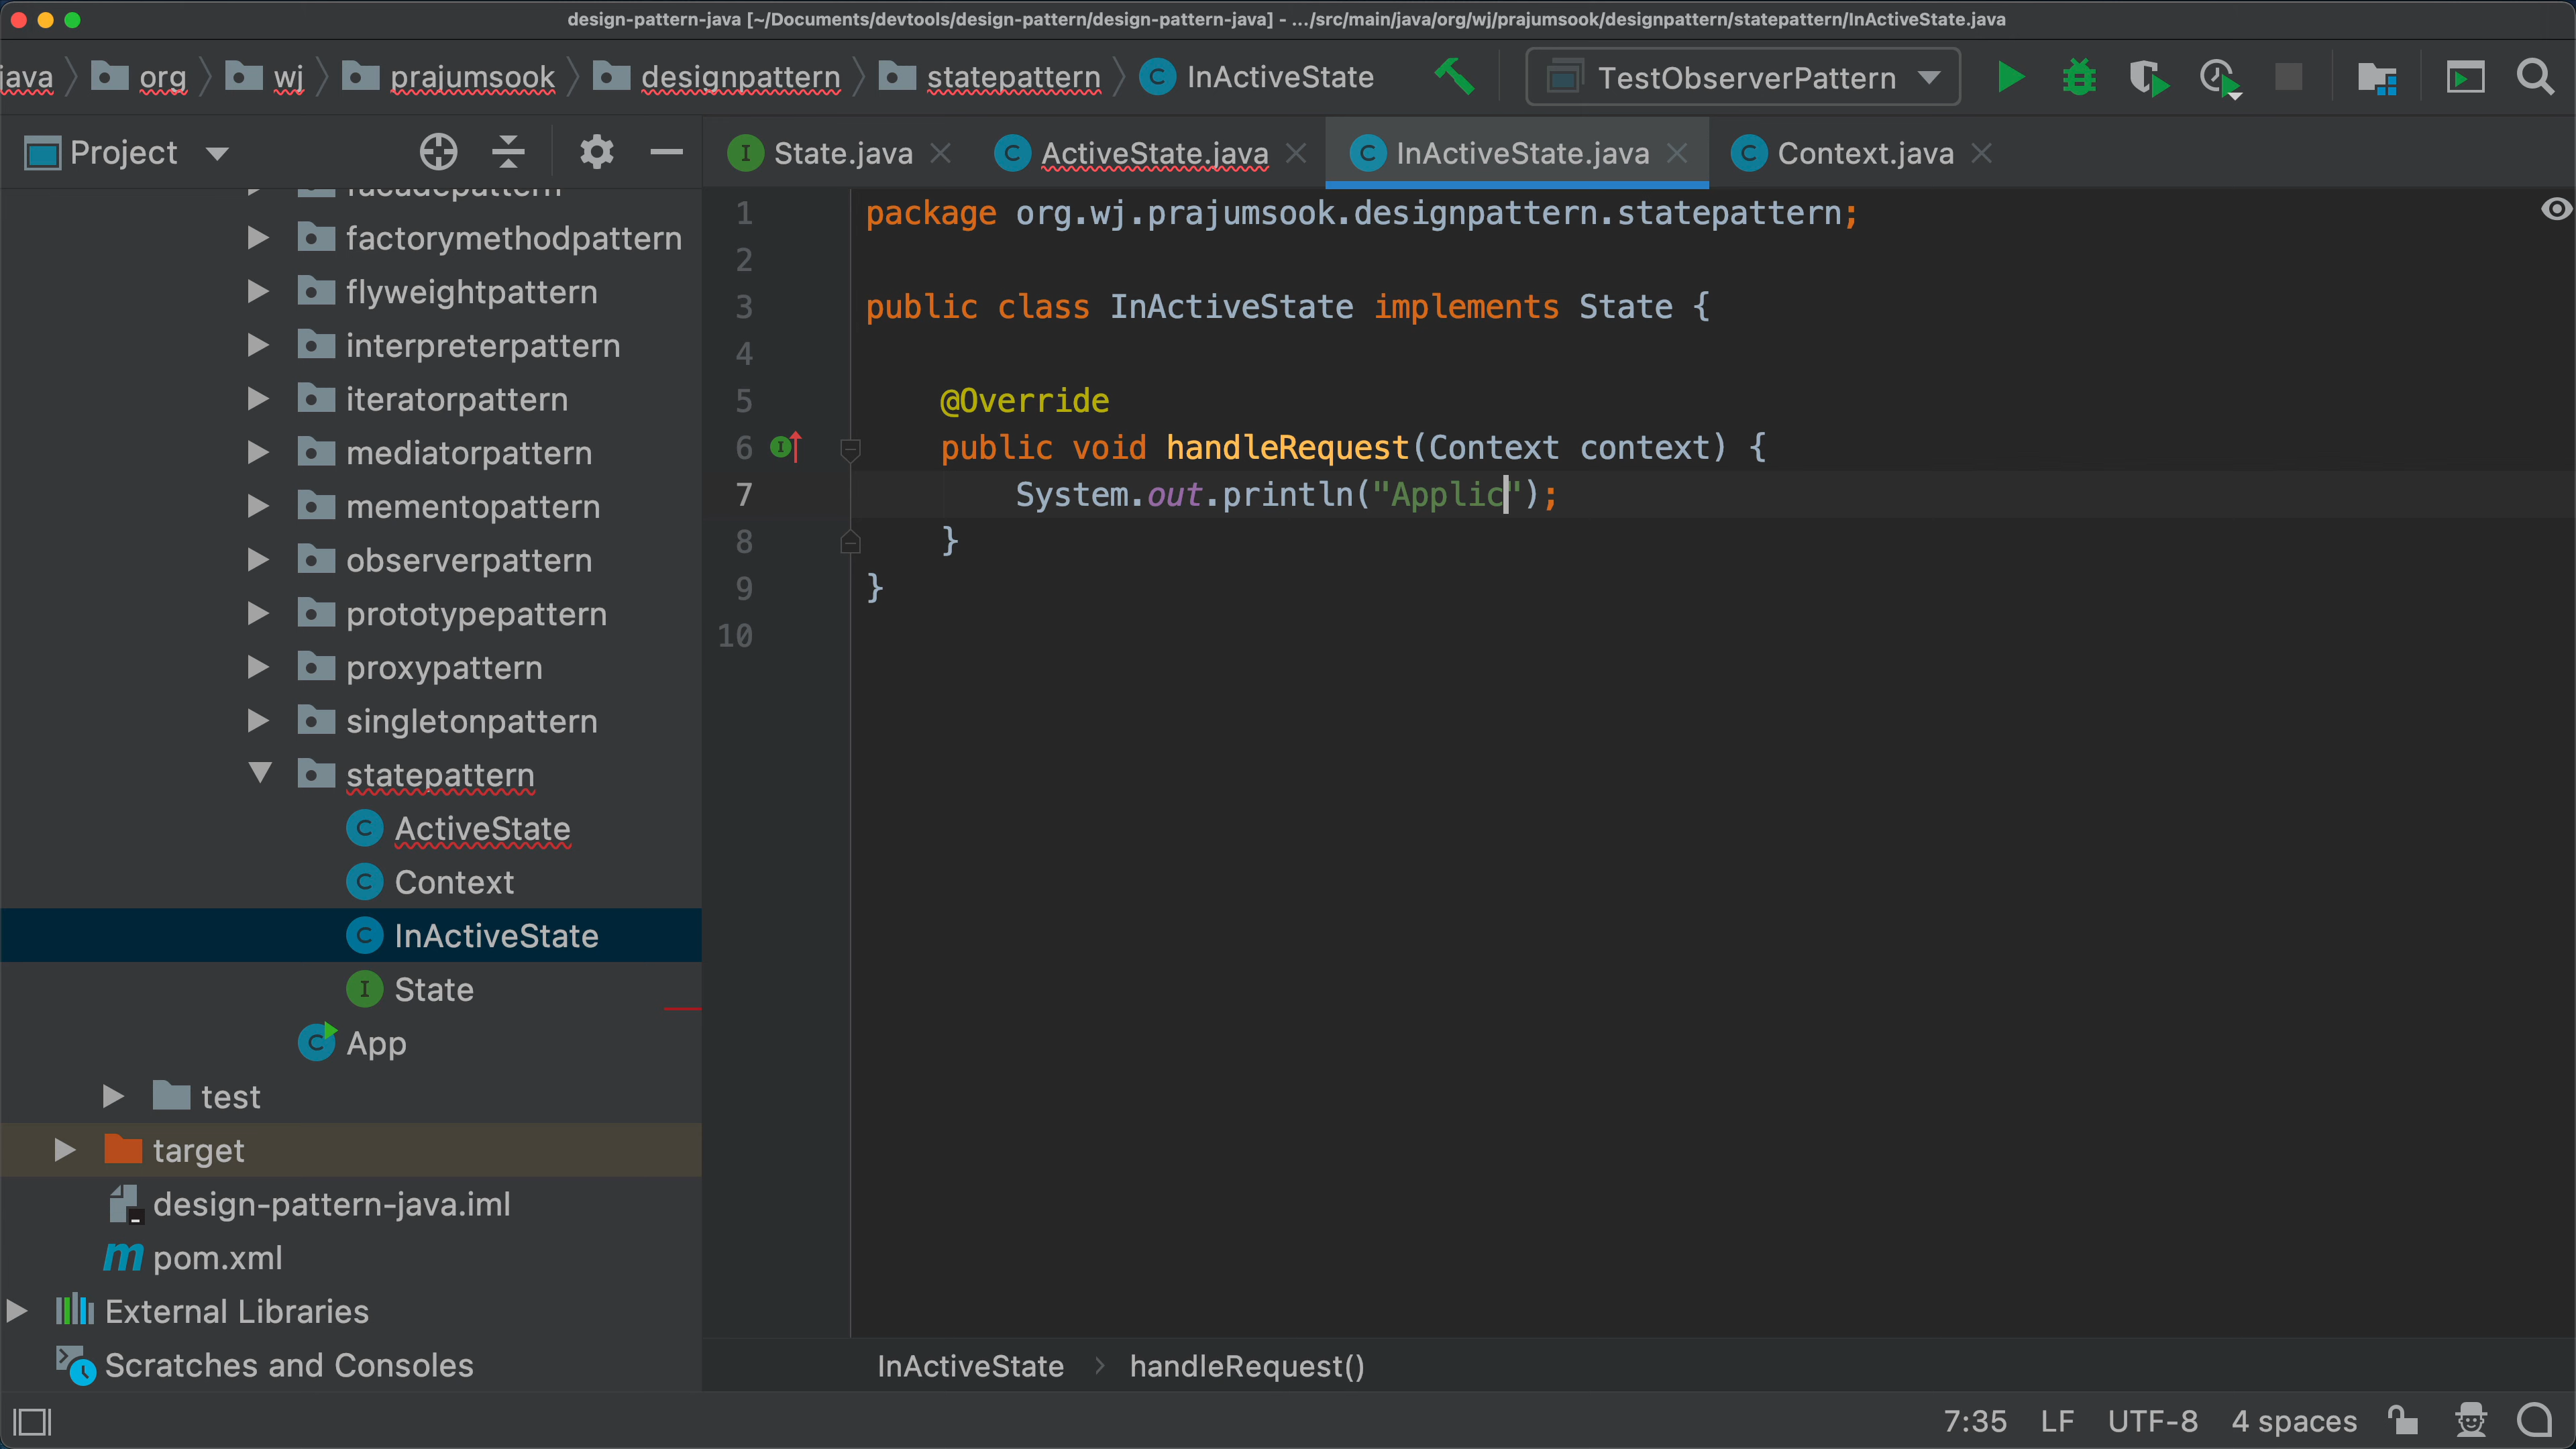 design-pattern-java [~/Documents/devtools/design-pattern/design-pattern-java] - .../src/main/java/org/wj/prajumsook/designpattern/statepattern/InActiveState.java
java org wj prajumsook designpattern statepattern C InActiveState TestObserverPattern
Project
I State.java C ActiveState.java C InActiveState.java C Context.java
facadepattern
factorymethodpattern
flyweightpattern
interpreterpattern
iteratorpattern
mediatorpattern
mementopattern
observerpattern
prototypepattern
proxypattern
singletonpattern
statepattern
C ActiveState
C Context
C InActiveState
I State
C App
test
target
design-pattern-java.iml
m pom.xml
External Libraries
Scratches and Consoles
1 package org.wj.prajumsook.designpattern.statepattern;
2
3 public class InActiveState implements State {
4
5 @Override
6 public void handleRequest(Context context) {
7 System.out.println("Applic");
8 }
9 }
10
InActiveState > handleRequest()
7:35 LF UTF-8 4 spaces